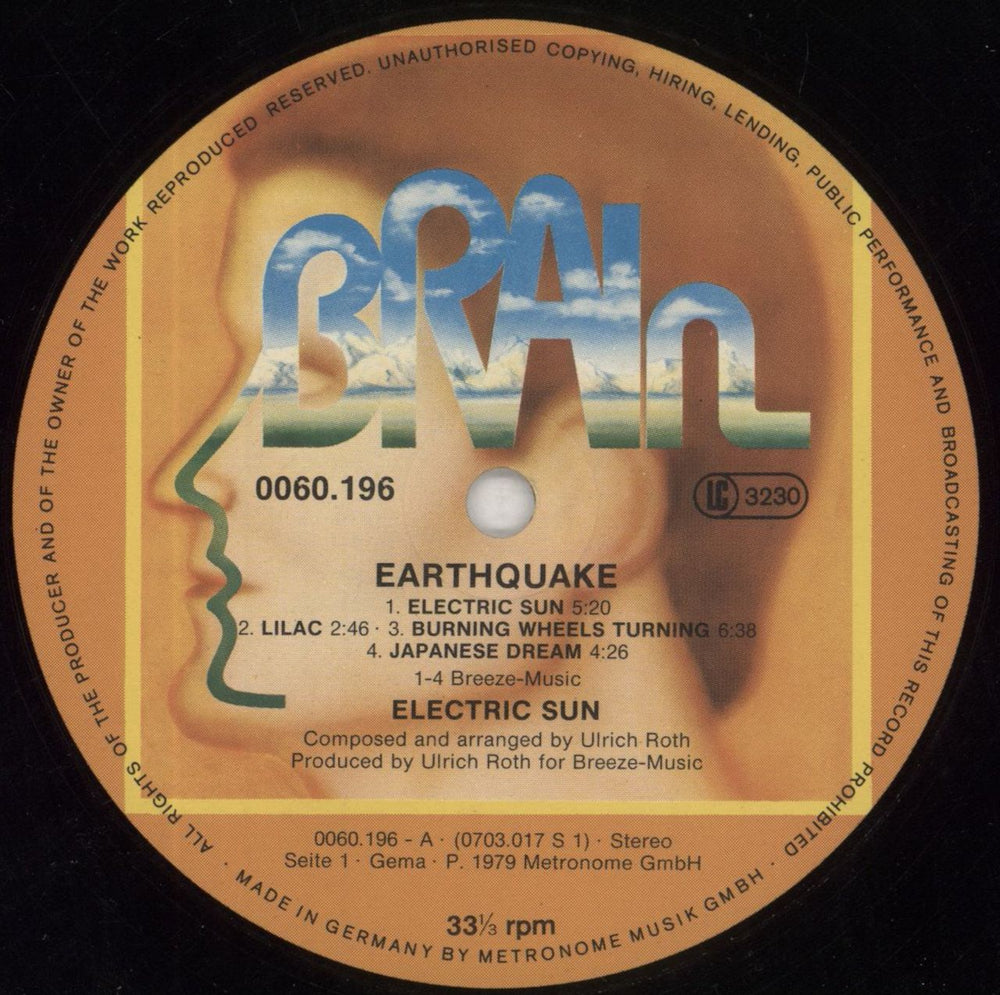 ALL RIGHTS OF THE PRODUCER AND OF THE OWNER OF THE WORK REPRODUCED RESERVED. UNAUTHORISED COPYING, HIRING, LENDING, PUBLIC PERFORMANCE AND BROADCASTING OF THIS RECORD PROHIBITED ·
BRAIn
0060.196
LC 3230
EARTHQUAKE
1. ELECTRIC SUN 5:20
2. LILAC 2:46 · 3. BURNING WHEELS TURNING 6:38
4. JAPANESE DREAM 4:26
1-4 Breeze-Music
ELECTRIC SUN
Composed and arranged by Ulrich Roth
Produced by Ulrich Roth for Breeze-Music
0060.196 - A · (0703.017 S 1) · Stereo
Seite 1 · Gema · P. 1979 Metronome GmbH
33⅓ rpm
· MADE IN GERMANY BY METRONOME MUSIK GMBH ·